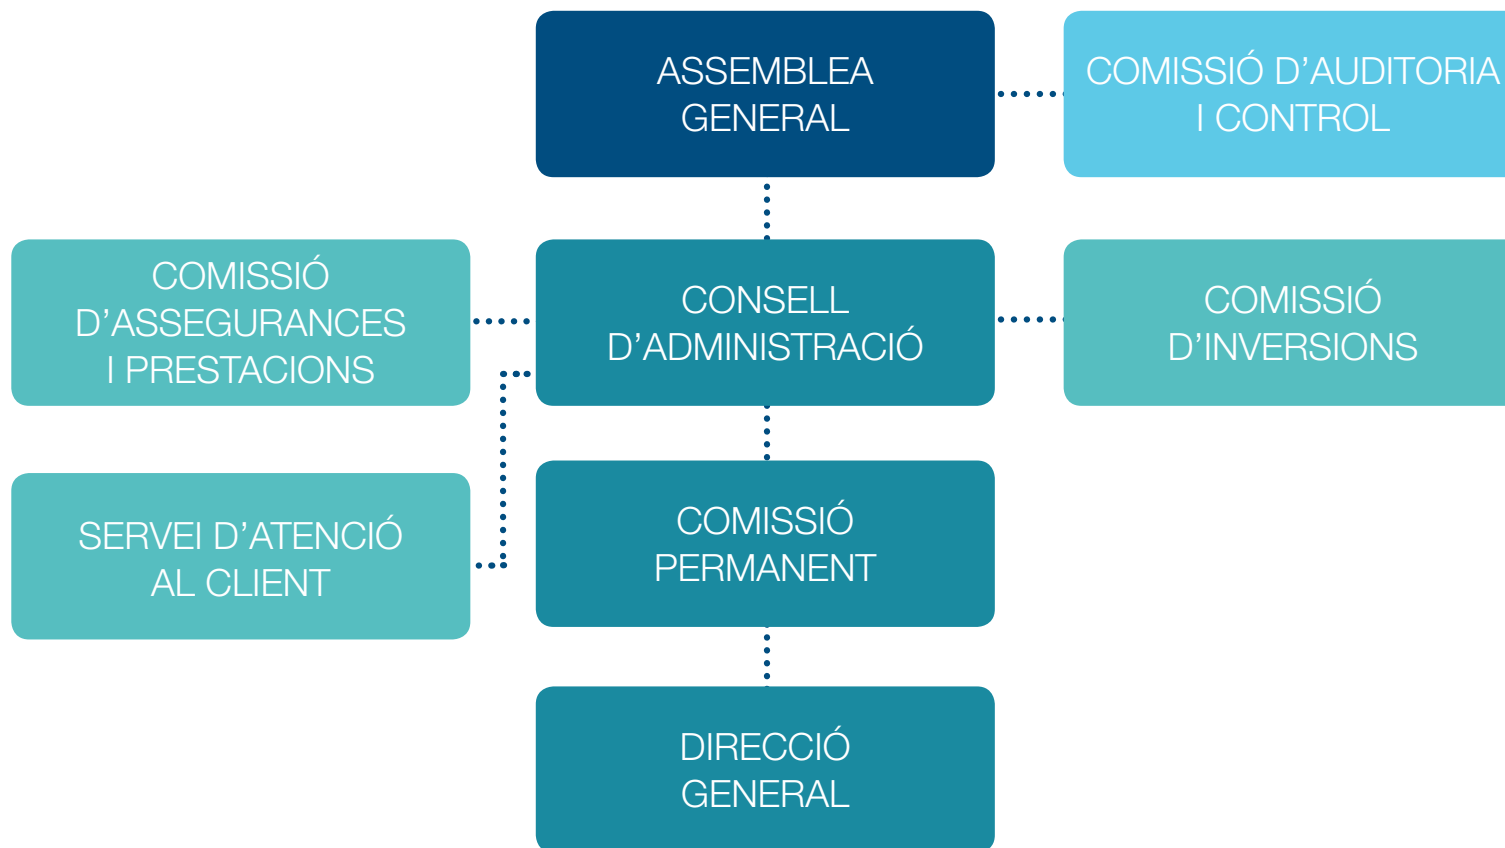 ASSEMBLEA
GENERAL
COMISSIÓ D’AUDITORIA
I CONTROL
COMISSIÓ
D’ASSEGURANCES
I PRESTACIONS
CONSELL
D’ADMINISTRACIÓ
COMISSIÓ
D’INVERSIONS
SERVEI D’ATENCIÓ
AL CLIENT
COMISSIÓ
PERMANENT
DIRECCIÓ
GENERAL